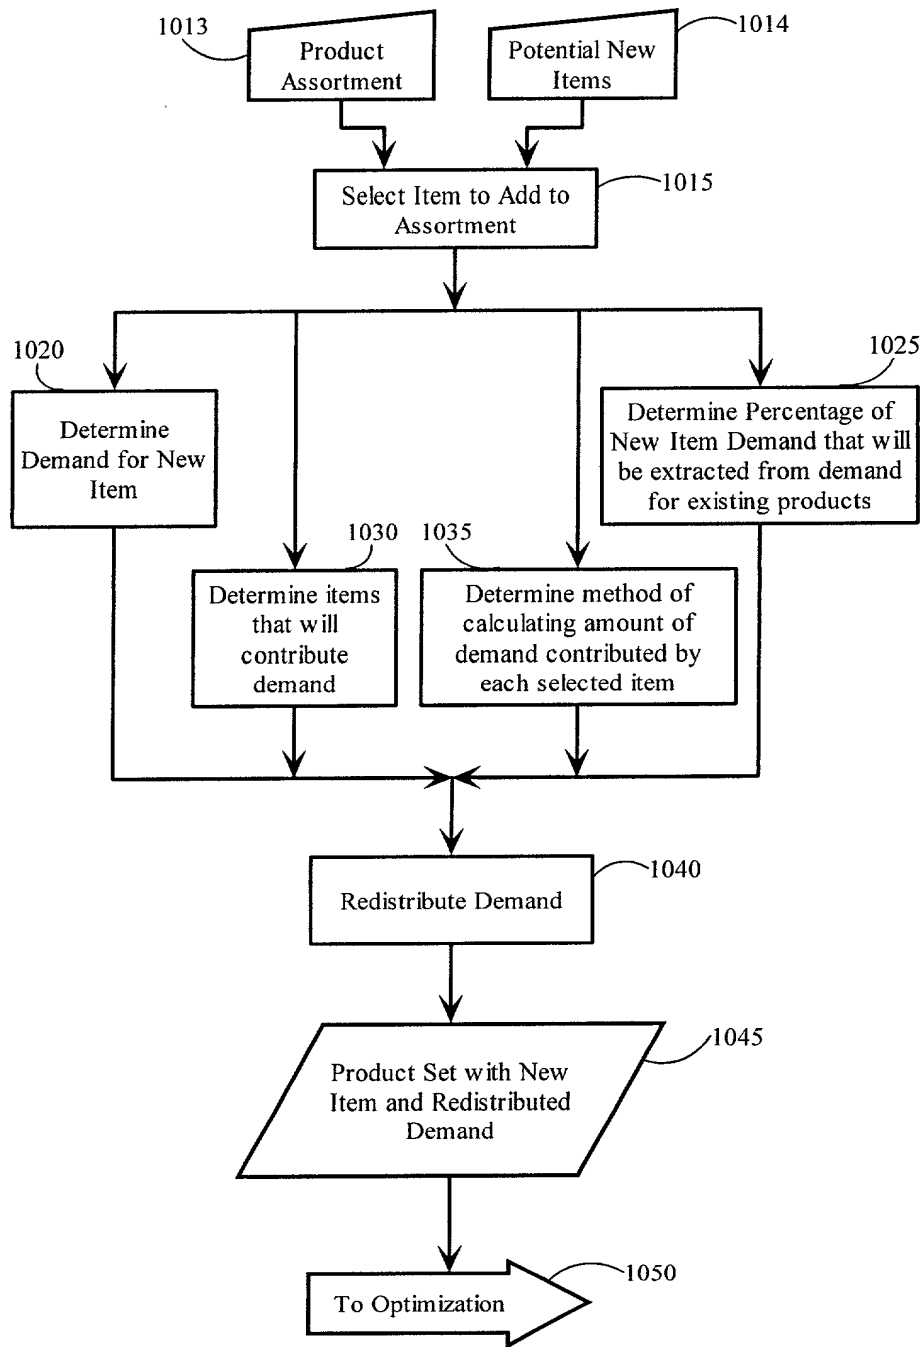 1013
Product
Assortment
Potential New
Items
1014
Select Item to Add to
Assortment
1015
1020
Determine
Demand for New
Item
1025
Determine Percentage of
New Item Demand that will
be extracted from demand
for existing products
1030
Determine items
that will
contribute
demand
1035
Determine method of
calculating amount of
demand contributed by
each selected item
Redistribute Demand
1040
Product Set with New
Item and Redistributed
Demand
1045
To Optimization
1050